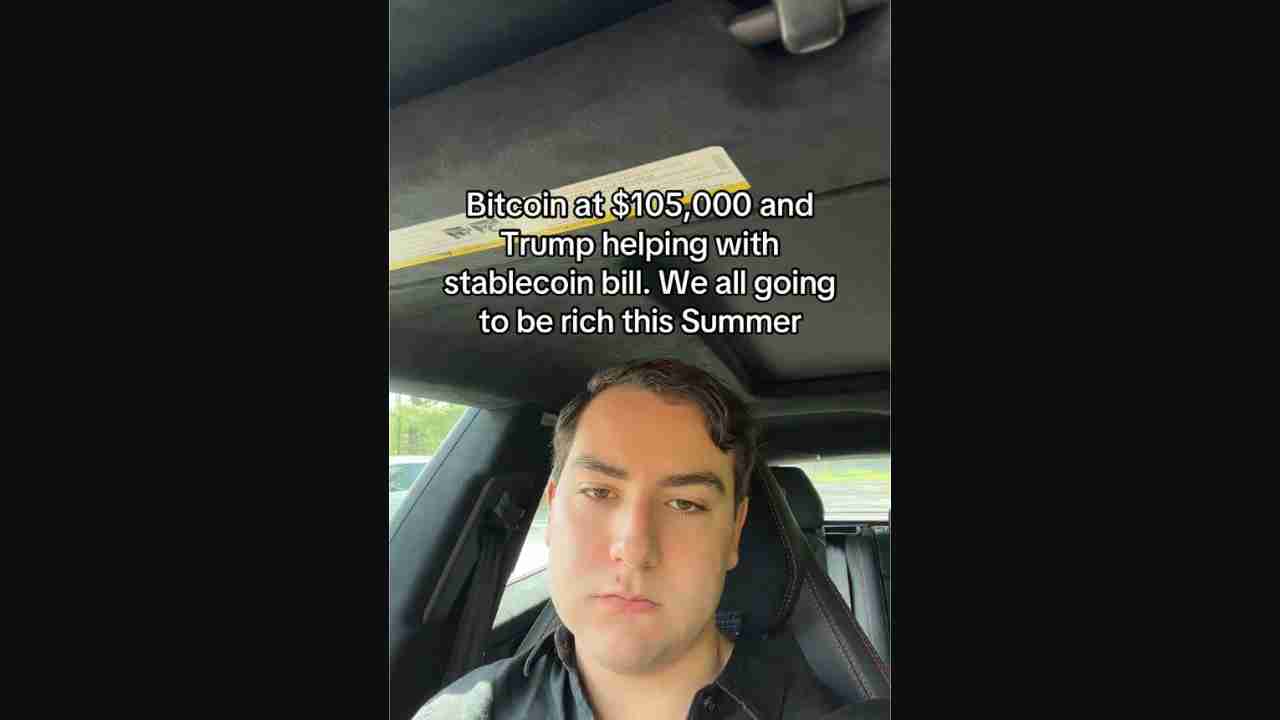 Bitcoin at $105,000 and
Trump helping with
stablecoin bill. We all going
to be rich this Summer